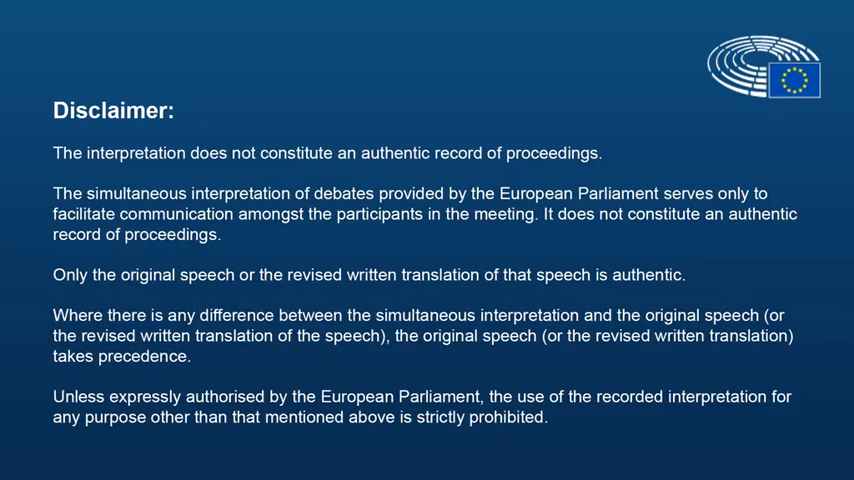 Disclaimer:
The interpretation does not constitute an authentic record of proceedings.
The simultaneous interpretation of debates provided by the European Parliament serves only to
facilitate communication amongst the participants in the meeting. It does not constitute an authentic
record of proceedings.
Only the original speech or the revised written translation of that speech is authentic.
Where there is any difference between the simultaneous interpretation and the original speech (or
the revised written translation of the speech), the original speech (or the revised written translation)
takes precedence.
Unless expressly authorised by the European Parliament, the use of the recorded interpretation for
any purpose other than that mentioned above is strictly prohibited.